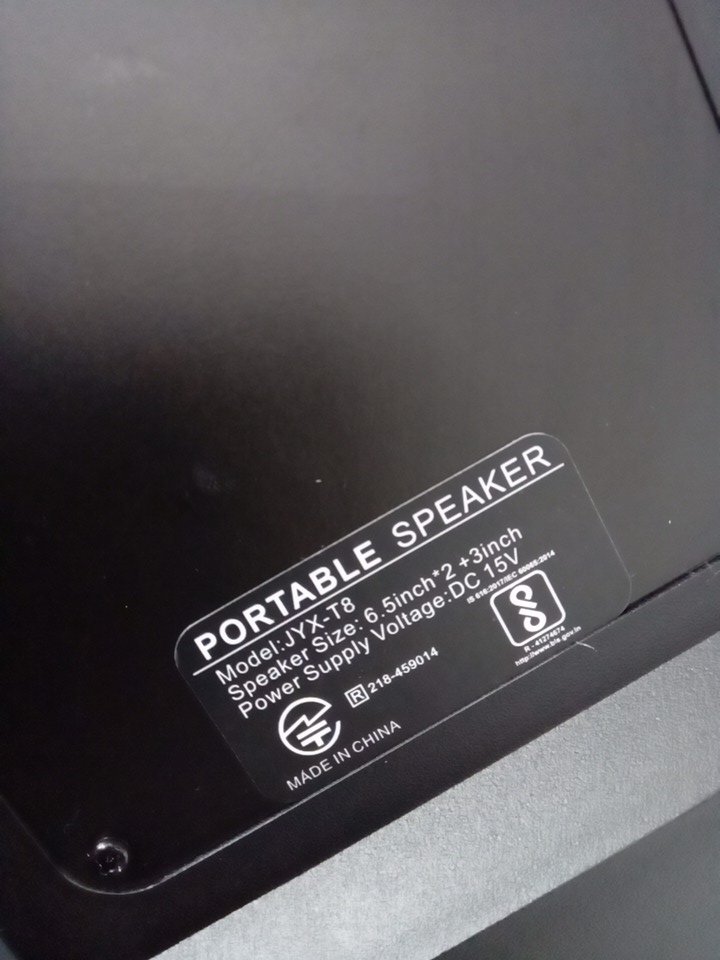 PORTABLE SPEAKER
Model:JYX-T8
Speaker Size: 6.5inch*2 +3inch
Power Supply Voltage:DC 15V
IS 616:2017/IEC 60065:2014
R 218-459014
R - 41274674
http://www.bis.gov.in
MADE IN CHINA